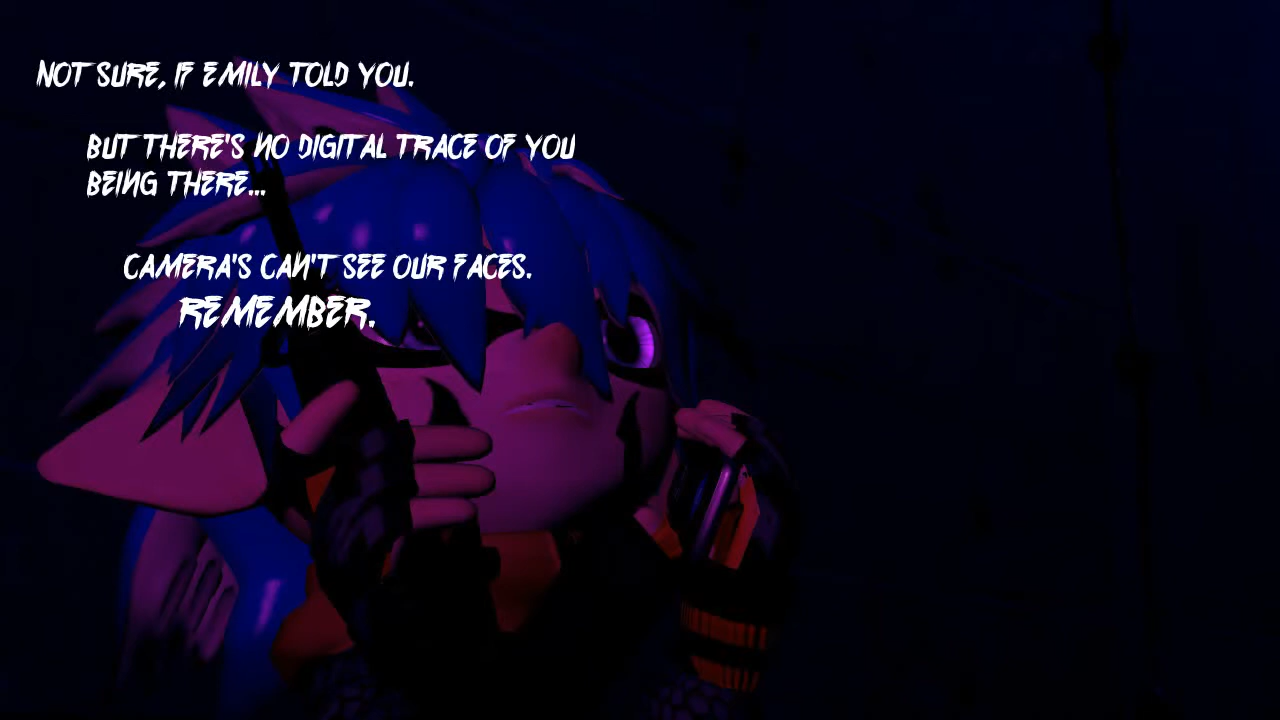 NOT SURE, IF EMILY TOLD YOU.
BUT THERE'S NO DIGITAL TRACE OF YOU
BEING THERE...
CAMERA'S CAN'T SEE OUR FACES.
REMEMBER.